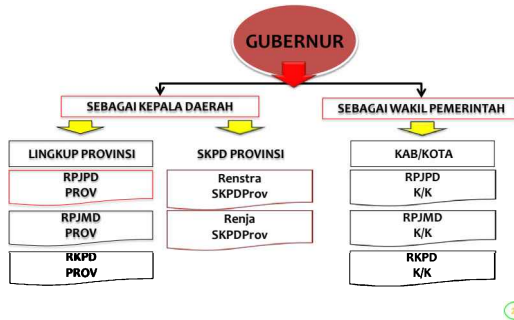 GUBERNUR
SEBAGAI KEPALA DAERAH
SEBAGAI WAKIL PEMERINTAH
LINGKUP PROVINSI
SKPD PROVINSI
KAB/KOTA
RPJPD
PROV
Renstra
SKPDProv
RPJPD
K/K
RPJMD
PROV
Renja
SKPDProv
RPJMD
K/K
RKPD
PROV
RKPD
K/K